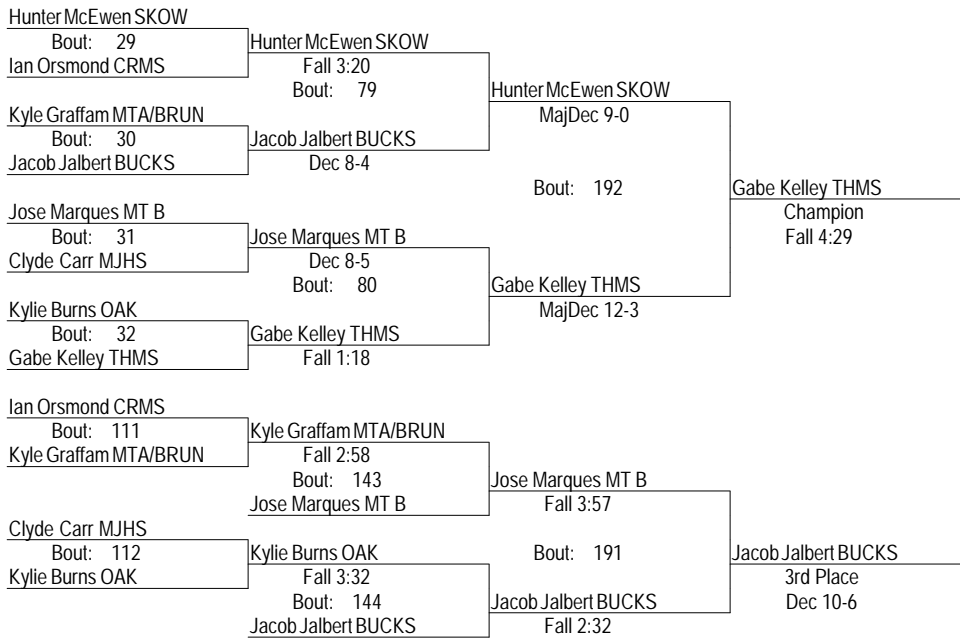 Hunter McEwen SKOW
Bout: 29
Hunter McEwen SKOW
Ian Orsmond CRMS
Fall 3:20
Bout: 79
Hunter McEwen SKOW
Kyle Graffam MTA/BRUN
MajDec 9-0
Bout: 30
Jacob Jalbert BUCKS
Jacob Jalbert BUCKS
Dec 8-4
Bout: 192
Gabe Kelley THMS
Jose Marques MT B
Champion
Bout: 31
Jose Marques MT B
Fall 4:29
Clyde Carr MJHS
Dec 8-5
Bout: 80
Gabe Kelley THMS
Kylie Burns OAK
MajDec 12-3
Bout: 32
Gabe Kelley THMS
Gabe Kelley THMS
Fall 1:18
Ian Orsmond CRMS
Bout: 111
Kyle Graffam MTA/BRUN
Kyle Graffam MTA/BRUN
Fall 2:58
Bout: 143
Jose Marques MT B
Jose Marques MT B
Fall 3:57
Clyde Carr MJHS
Bout: 112
Kylie Burns OAK
Bout: 191
Jacob Jalbert BUCKS
Kylie Burns OAK
Fall 3:32
3rd Place
Bout: 144
Jacob Jalbert BUCKS
Dec 10-6
Jacob Jalbert BUCKS
Fall 2:32